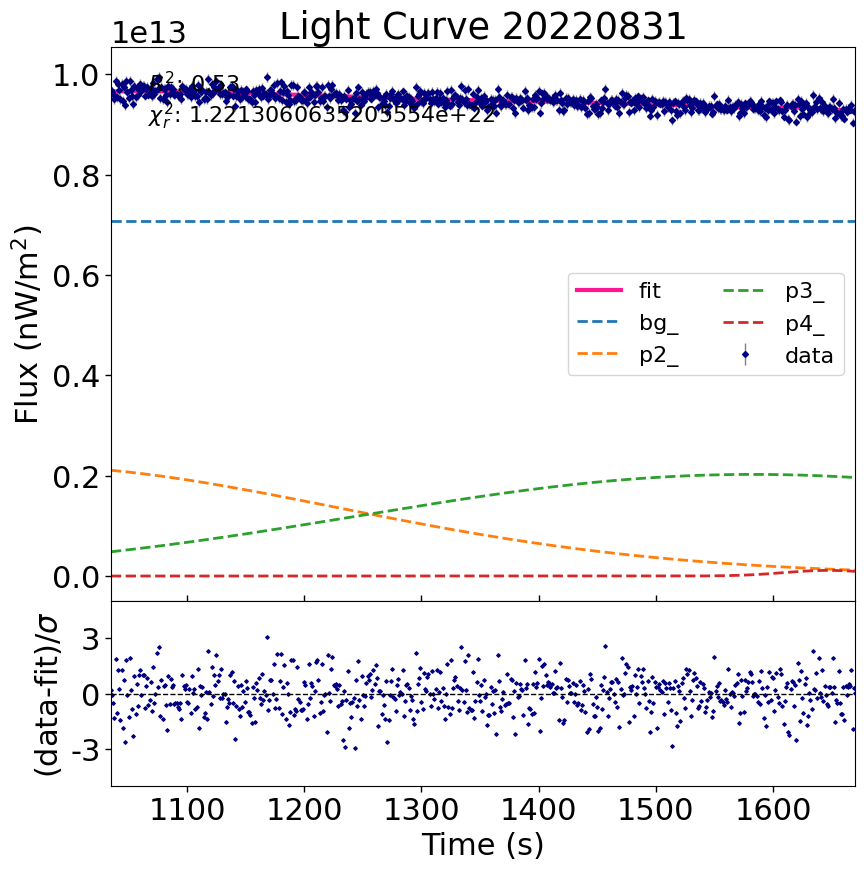 Light Curve 20220831
1e13
R²: 0.53
χ²ᵣ: 1.2213060635205554e+22
Flux (nW/m²)
1.0
0.8
0.6
0.4
0.2
0.0
fit
bg_
p2_
p3_
p4_
data
(data-fit)/σ
3
0
-3
1100 1200 1300 1400 1500 1600
Time (s)